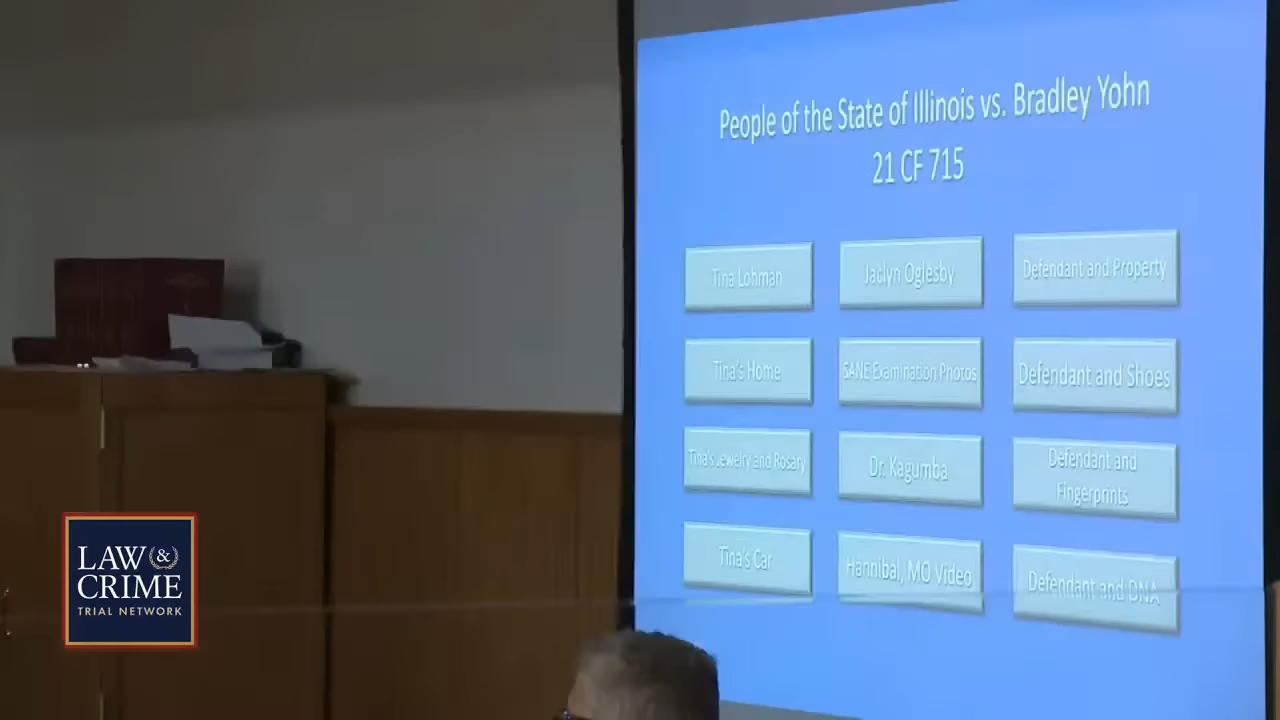 People of the State of Illinois vs. Bradley Yohn
21 CF 715
Tina Lohman
Jaclyn Oglesby
Defendant and Property
Tina's Home
SANE Examination Photos
Defendant and Shoes
Tina's Jewelry and Rosary
Dr. Kagumba
Defendant and
Fingerprints
Tina's Car
Hannibal, MO Video
Defendant and DNA
LAW &
CRIME
TRIAL NETWORK